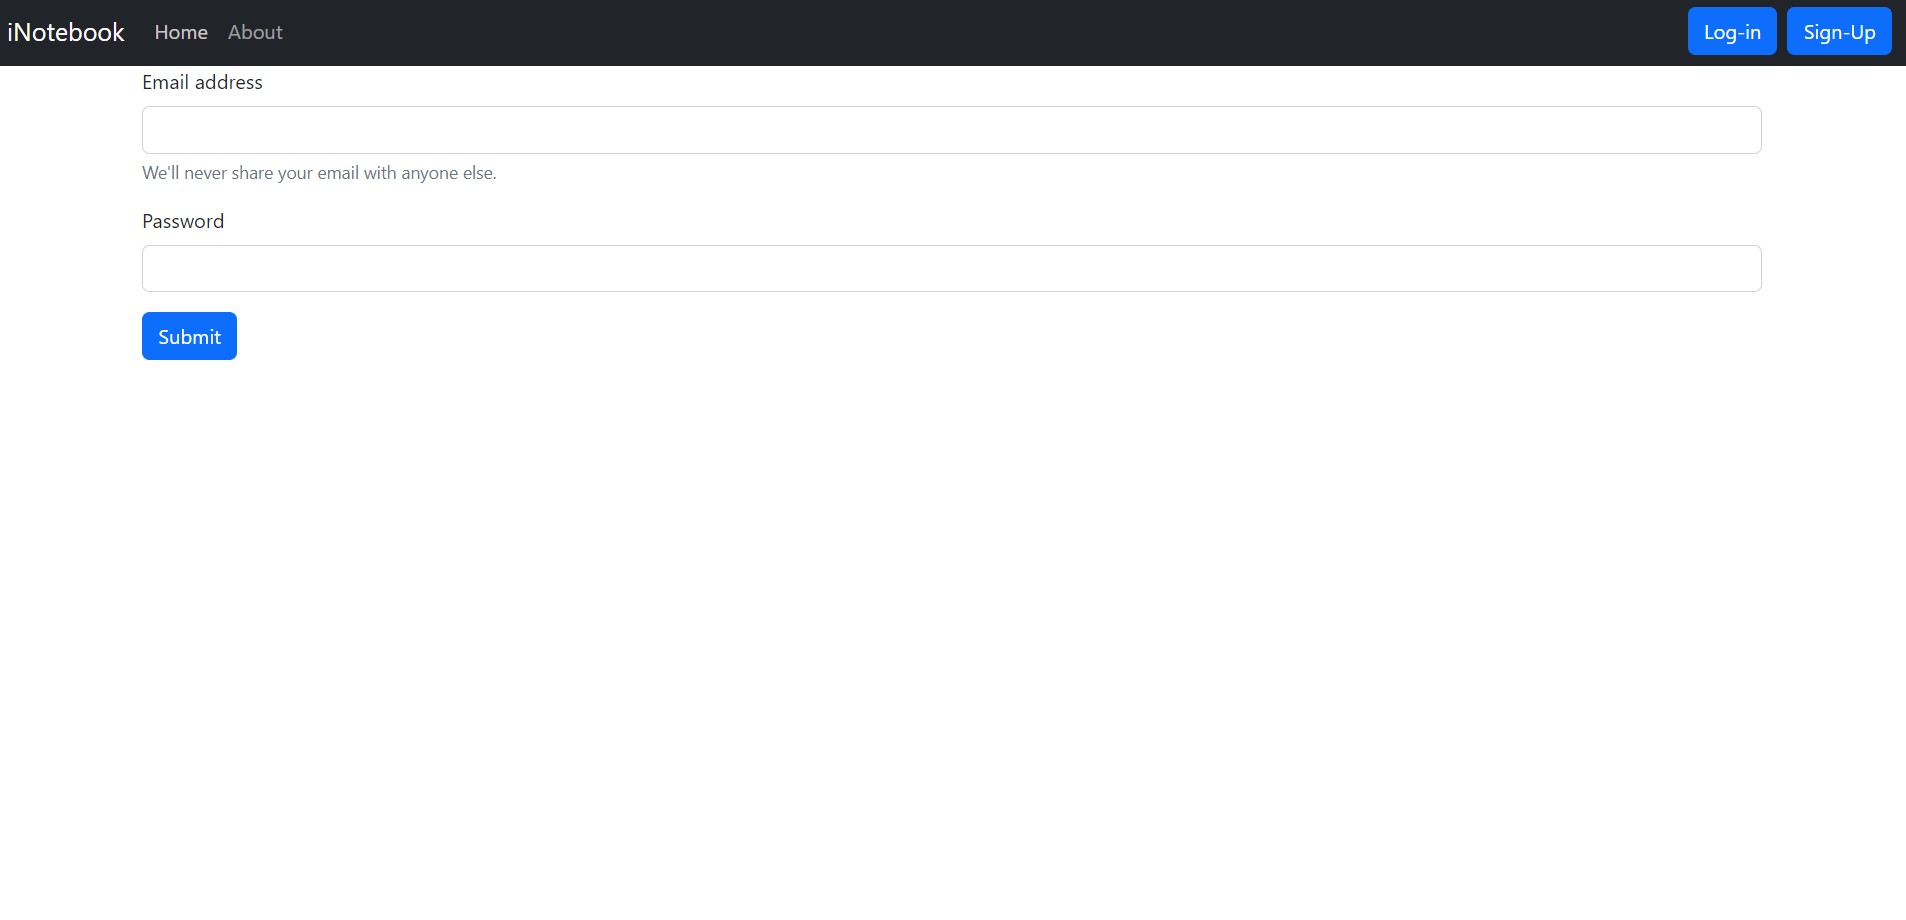 iNotebook Home About Log-in Sign-Up
Email address
We'll never share your email with anyone else.
Password
Submit